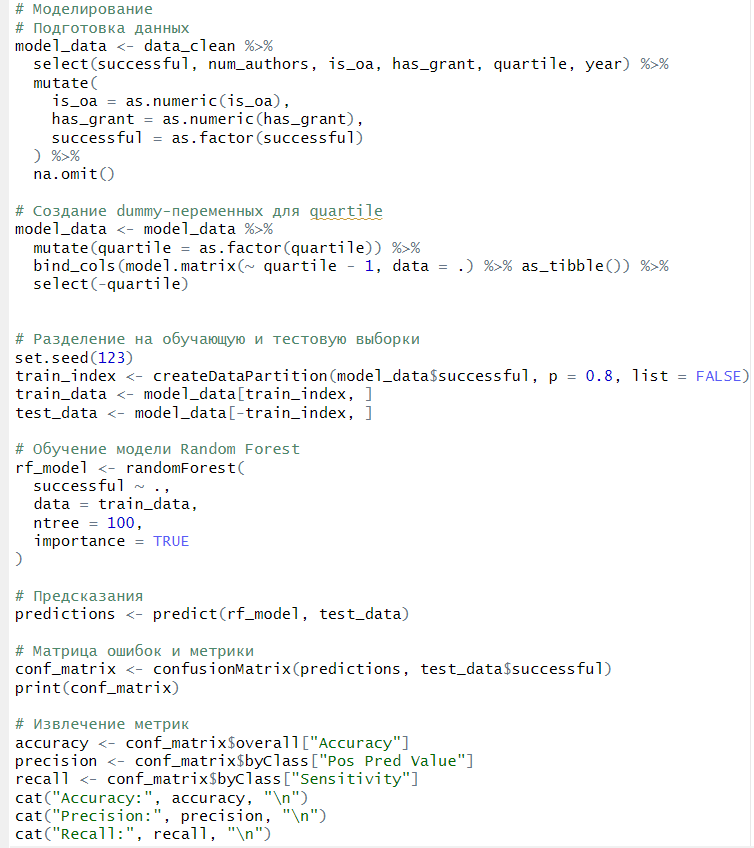 # Моделирование
# Подготовка данных
model_data <- data_clean %>%
  select(successful, num_authors, is_oa, has_grant, quartile, year) %>%
  mutate(
    is_oa = as.numeric(is_oa),
    has_grant = as.numeric(has_grant),
    successful = as.factor(successful)
  ) %>%
  na.omit()

# Создание dummy-переменных для quartile
model_data <- model_data %>%
  mutate(quartile = as.factor(quartile)) %>%
  bind_cols(model.matrix(~ quartile - 1, data = .) %>% as_tibble()) %>%
  select(-quartile)

# Разделение на обучающую и тестовую выборки
set.seed(123)
train_index <- createDataPartition(model_data$successful, p = 0.8, list = FALSE)
train_data <- model_data[train_index, ]
test_data <- model_data[-train_index, ]

# Обучение модели Random Forest
rf_model <- randomForest(
  successful ~ .,
  data = train_data,
  ntree = 100,
  importance = TRUE
)

# Предсказания
predictions <- predict(rf_model, test_data)

# Матрица ошибок и метрики
conf_matrix <- confusionMatrix(predictions, test_data$successful)
print(conf_matrix)

# Извлечение метрик
accuracy <- conf_matrix$overall["Accuracy"]
precision <- conf_matrix$byClass["Pos Pred Value"]
recall <- conf_matrix$byClass["Sensitivity"]
cat("Accuracy:", accuracy, "\n")
cat("Precision:", precision, "\n")
cat("Recall:", recall, "\n")